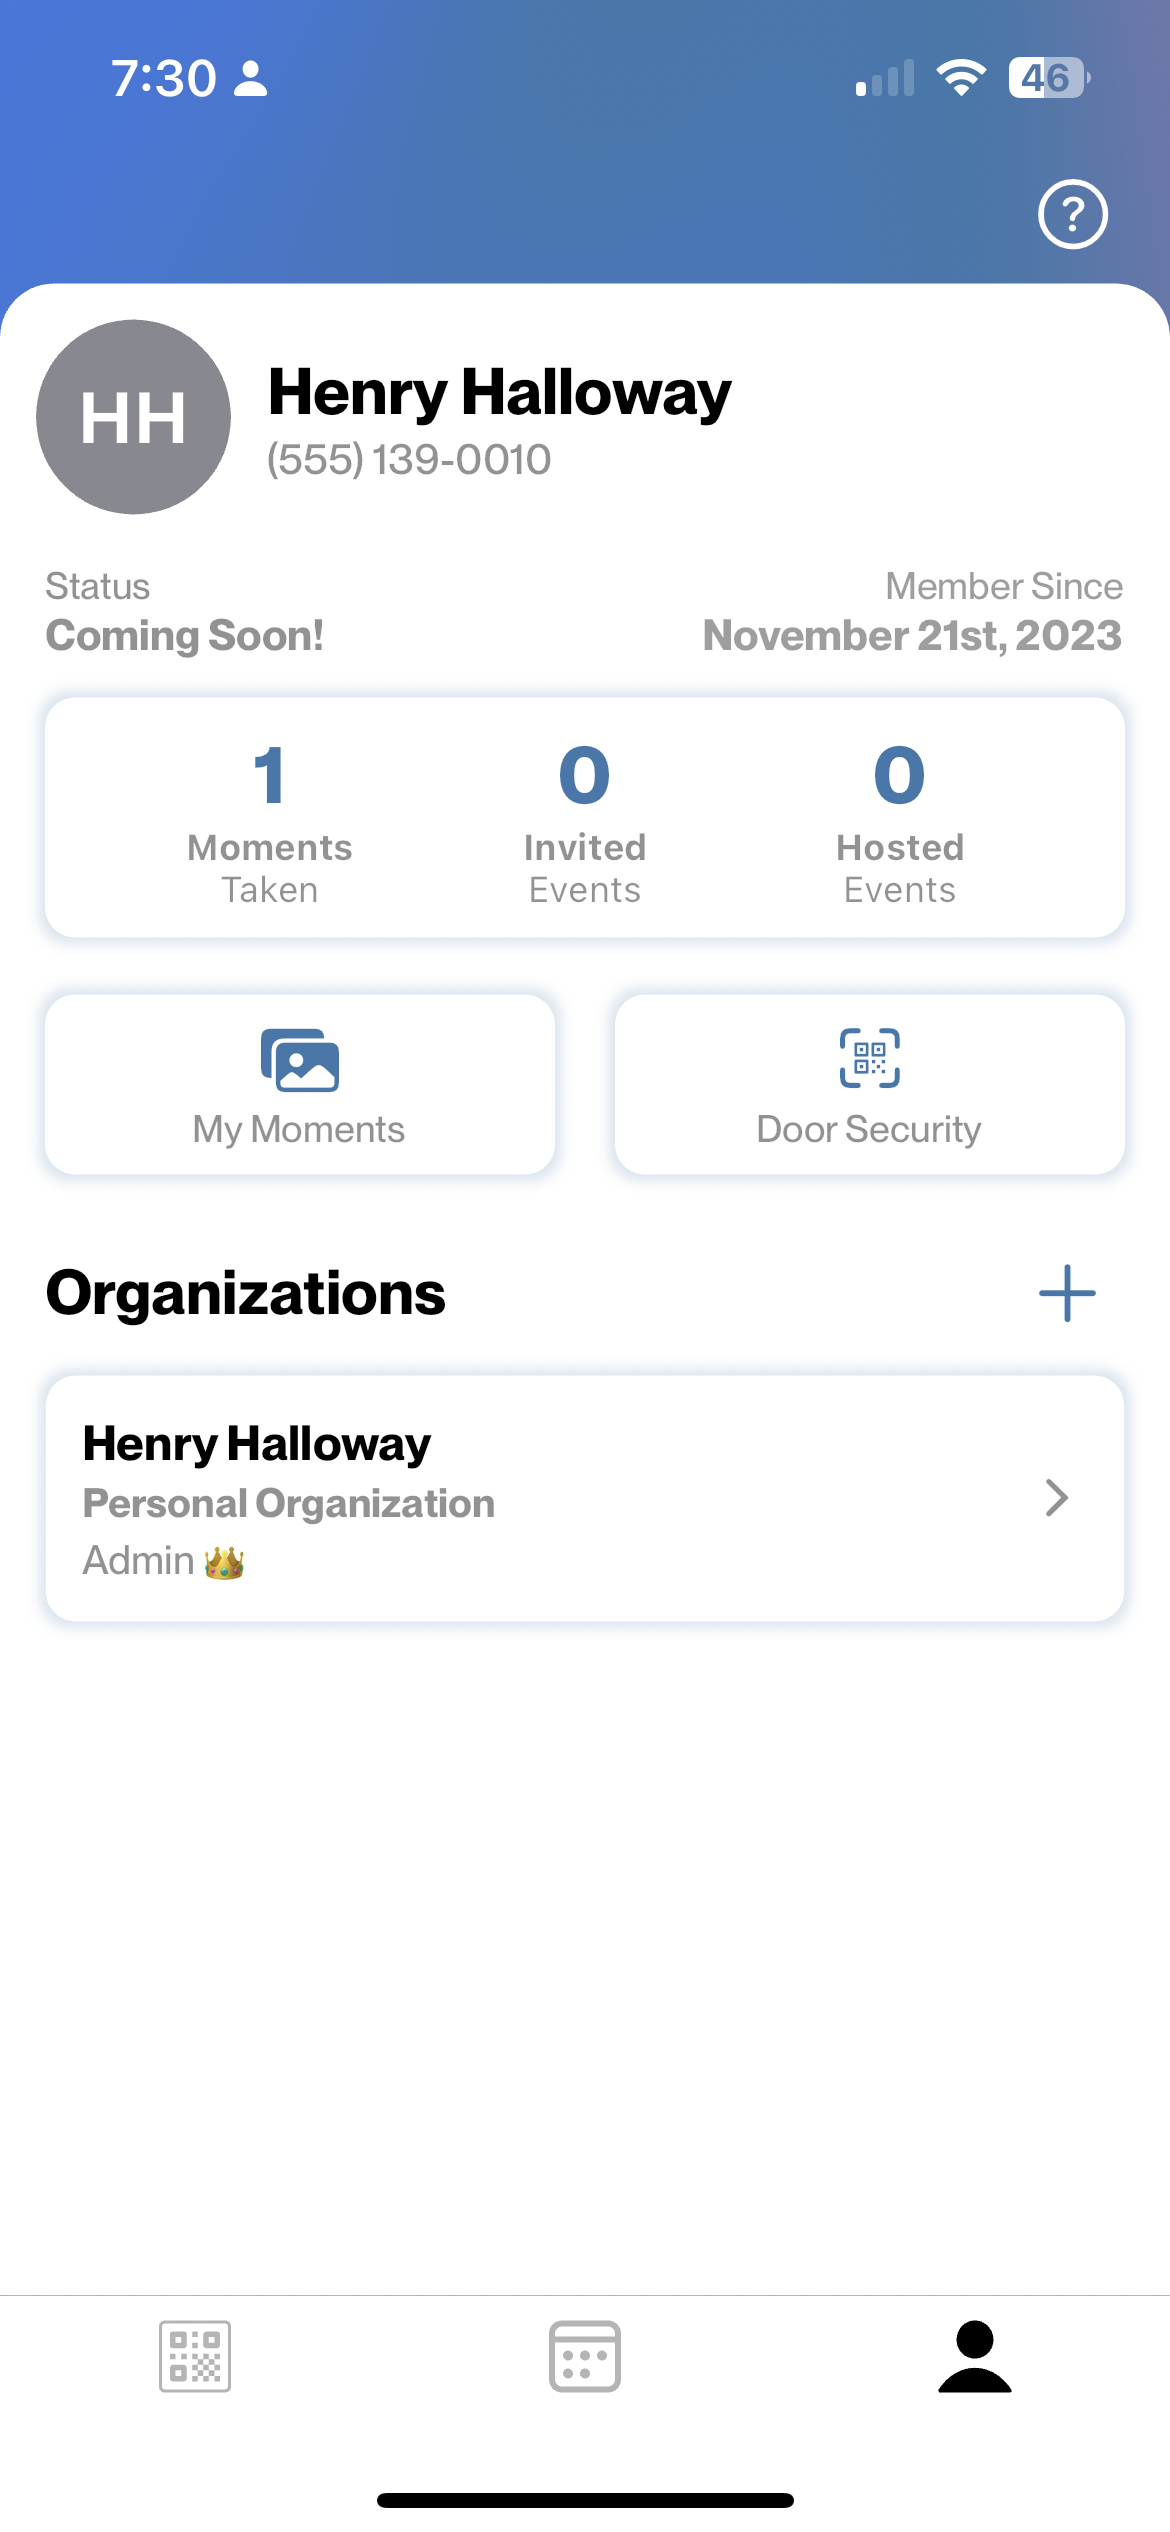 7:30
46
?
HH
Henry Halloway
(555) 139-0010
Status
Member Since
Coming Soon!
November 21st, 2023
1
0
0
Moments
Invited
Hosted
Taken
Events
Events
My Moments
Door Security
Organizations
Henry Halloway
Personal Organization
Admin 👑